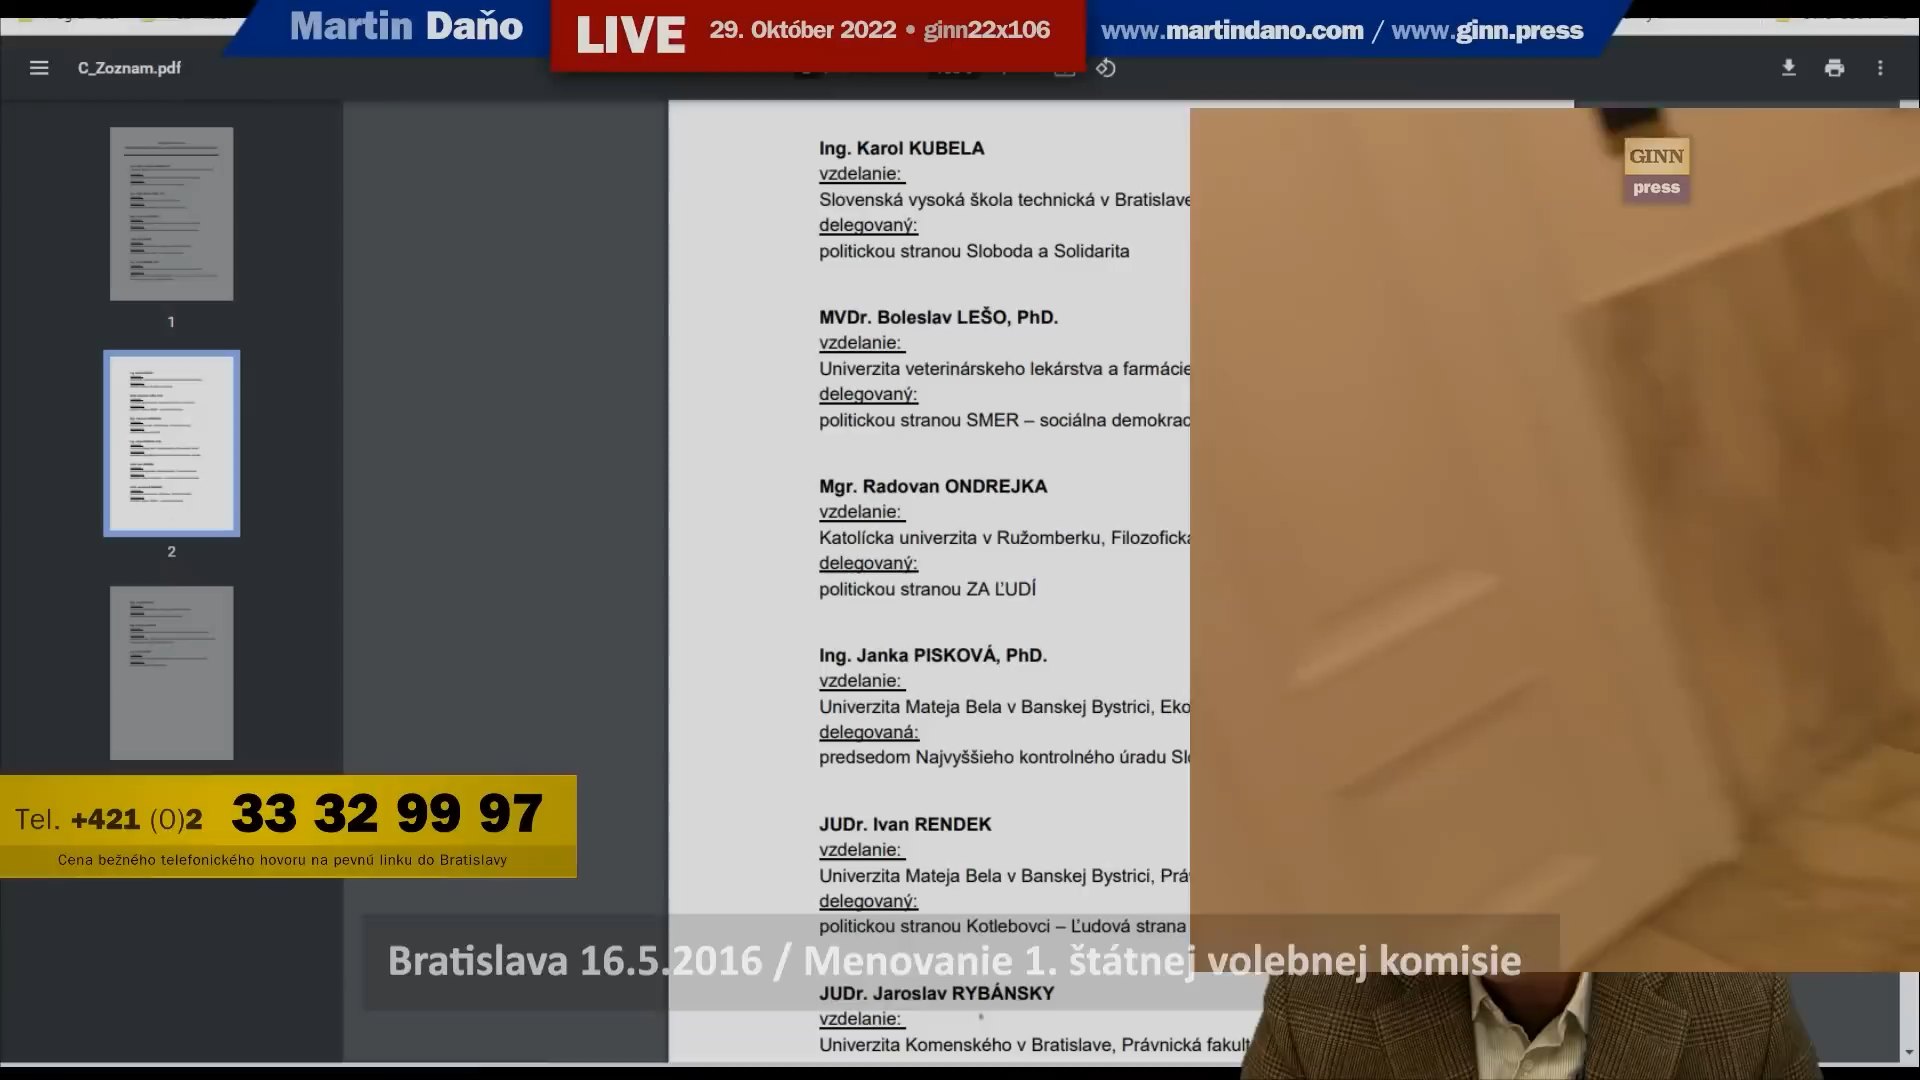 Martin Daňo
LIVE
29. Október 2022 • ginn22x106
www.martindano.com / www.ginn.press
C_Zoznam.pdf
GINN
press
1
2
Ing. Karol KUBELA
vzdelanie:
Slovenská vysoká škola technická v Bratislave
delegovaný:
politickou stranou Sloboda a Solidarita
MVDr. Boleslav LEŠO, PhD.
vzdelanie:
Univerzita veterinárskeho lekárstva a farmácie
delegovaný:
politickou stranou SMER – sociálna demokrac
Mgr. Radovan ONDREJKA
vzdelanie:
Katolícka univerzita v Ružomberku, Filozofická
delegovaný:
politickou stranou ZA ĽUDÍ
Ing. Janka PISKOVÁ, PhD.
vzdelanie:
Univerzita Mateja Bela v Banskej Bystrici, Eko
delegovaná:
predsedom Najvyššieho kontrolného úradu Slo
JUDr. Ivan RENDEK
vzdelanie:
Univerzita Mateja Bela v Banskej Bystrici, Práv
delegovaný:
politickou stranou Kotlebovci – Ľudová strana
JUDr. Jaroslav RYBÁNSKY
vzdelanie:
Univerzita Komenského v Bratislave, Právnická fakult
Tel. +421 (0)2 33 32 99 97
Cena bežného telefonického hovoru na pevnú linku do Bratislavy
Bratislava 16.5.2016 / Menovanie 1. štátnej volebnej komisie